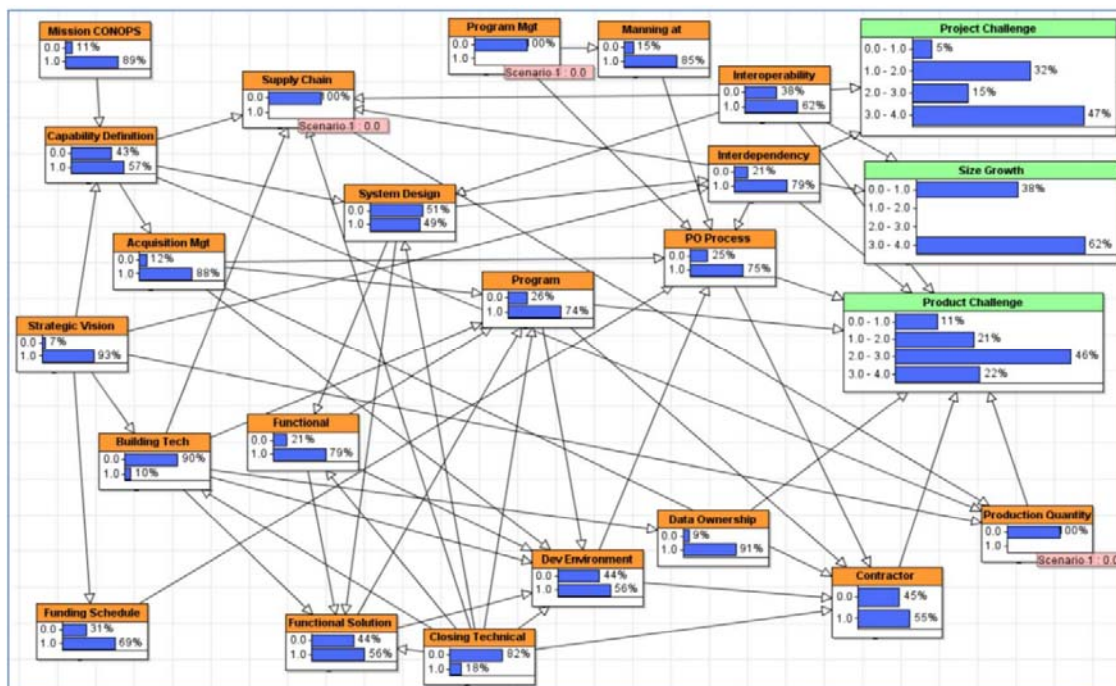 Mission CONOPS
0.0 11%
1.0 89%
Program Mgt
0.0 100%
1.0
Scenario 1 : 0.0
Manning at
0.0 15%
1.0 85%
Project Challenge
0.0 - 1.0 5%
1.0 - 2.0 32%
2.0 - 3.0 15%
3.0 - 4.0 47%
Supply Chain
0.0 100%
1.0
Scenario 1 : 0.0
Interoperability
0.0 38%
1.0 62%
Capability Definition
0.0 43%
1.0 57%
Interdependency
0.0 21%
1.0 79%
Size Growth
0.0 - 1.0 38%
1.0 - 2.0
2.0 - 3.0
3.0 - 4.0 62%
System Design
0.0 51%
1.0 49%
Acquisition Mgt
0.0 12%
1.0 88%
PO Process
0.0 25%
1.0 75%
Program
0.0 26%
1.0 74%
Product Challenge
0.0 - 1.0 11%
1.0 - 2.0 21%
2.0 - 3.0 46%
3.0 - 4.0 22%
Strategic Vision
0.0 7%
1.0 93%
Functional
0.0 21%
1.0 79%
Building Tech
0.0 90%
1.0 10%
Data Ownership
0.0 9%
1.0 91%
Production Quantity
0.0 100%
1.0
Scenario 1 : 0.0
Dev Environment
0.0 44%
1.0 56%
Contractor
0.0 45%
1.0 55%
Funding Schedule
0.0 31%
1.0 69%
Functional Solution
0.0 44%
1.0 56%
Closing Technical
0.0 82%
1.0 18%